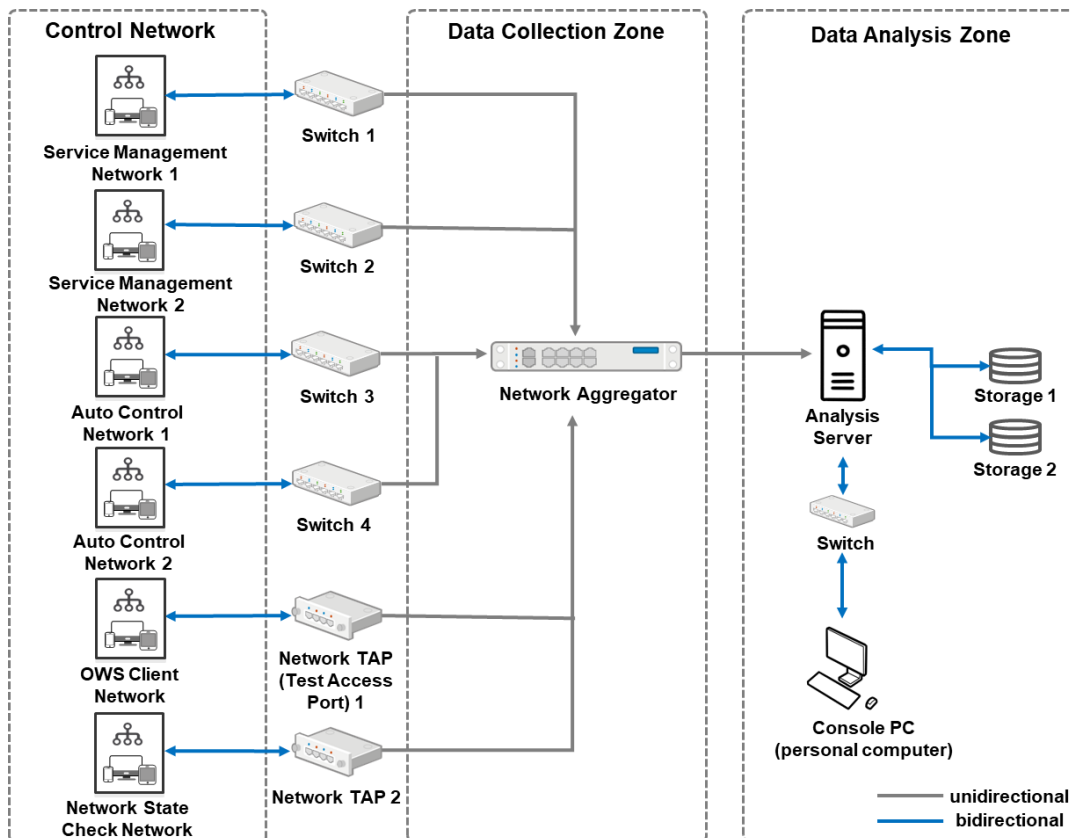 Control Network
Data Collection Zone
Data Analysis Zone
Service Management
Network 1
Switch 1
Service Management
Network 2
Switch 2
Auto Control
Network 1
Switch 3
Network Aggregator
Analysis
Server
Storage 1
Storage 2
Auto Control
Network 2
Switch 4
Switch
OWS Client
Network
Network TAP
(Test Access
Port) 1
Console PC
(personal computer)
Network State
Check Network
Network TAP 2
unidirectional
bidirectional